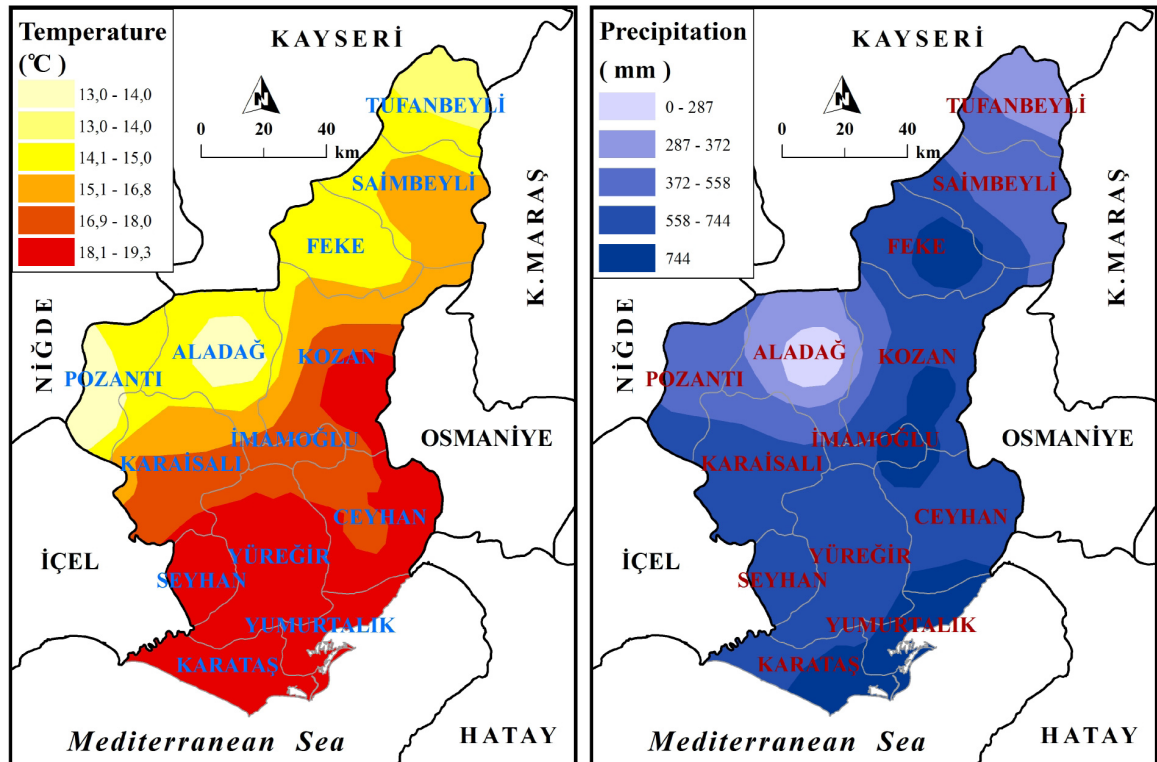 Temperature
(℃ )
13,0 - 14,0
13,0 - 14,0
14,1 - 15,0
15,1 - 16,8
16,9 - 18,0
18,1 - 19,3
KAYSERİ
N
0 20 40
km
TUFANBEYLİ
SAİMBEYLİ
K.MARAŞ
FEKE
NİĞDE
ALADAĞ
KOZAN
POZANTI
İMAMOĞLU
OSMANİYE
KARAİSALI
CEYHAN
İÇEL
YÜREĞİR
SEYHAN
YUMURTALIK
KARATAŞ
Mediterranean Sea
HATAY
Precipitation
( mm )
0 - 287
287 - 372
372 - 558
558 - 744
744
KAYSERİ
N
0 20 40
km
TUFANBEYLİ
SAİMBEYLİ
K.MARAŞ
FEKE
NİĞDE
ALADAĞ
KOZAN
POZANTI
İMAMOĞLU
OSMANİYE
KARAİSALI
CEYHAN
İÇEL
YÜREĞİR
SEYHAN
YUMURTALIK
KARATAŞ
Mediterranean Sea
HATAY